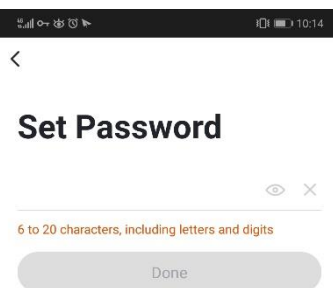 10:14
Set Password
6 to 20 characters, including letters and digits
Done